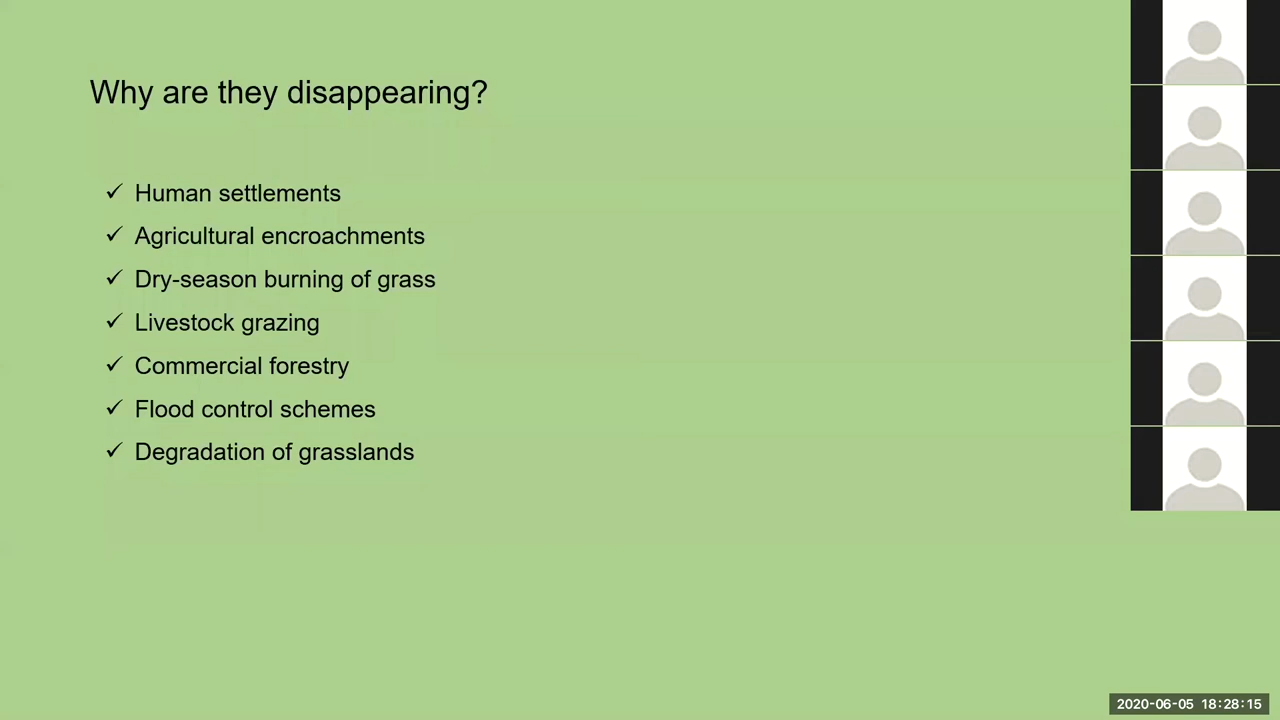 Why are they disappearing?
✓ Human settlements
✓ Agricultural encroachments
✓ Dry-season burning of grass
✓ Livestock grazing
✓ Commercial forestry
✓ Flood control schemes
✓ Degradation of grasslands
2020-06-05 18:28:15